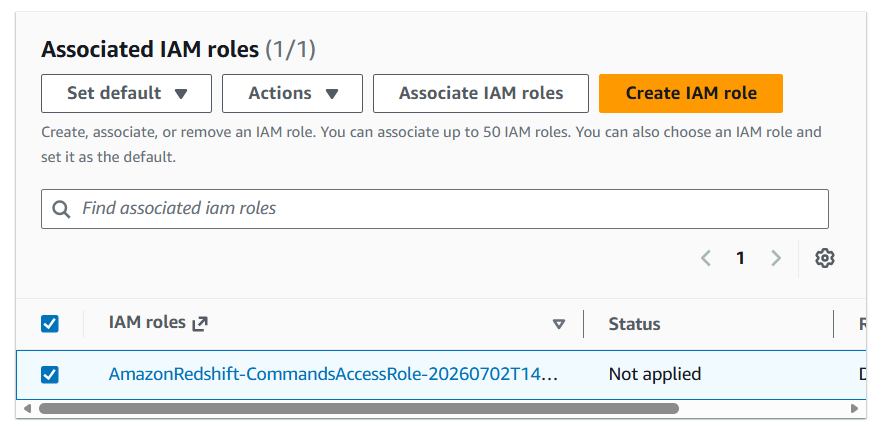 Associated IAM roles (1/1)
Set default Actions Associate IAM roles Create IAM role
Create, associate, or remove an IAM role. You can associate up to 50 IAM roles. You can also choose an IAM role and
set it as the default.
Find associated iam roles
1
IAM roles Status
AmazonRedshift-CommandsAccessRole-20260702T14... Not applied